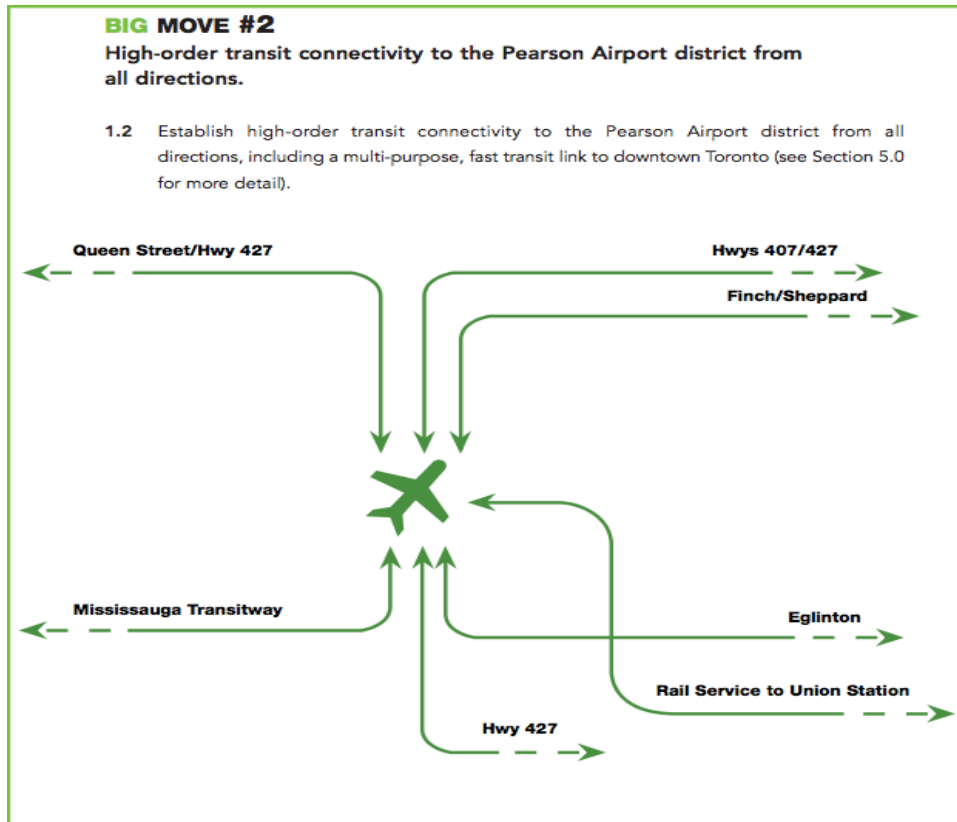 BIG MOVE #2
High-order transit connectivity to the Pearson Airport district from
all directions.
1.2 Establish high-order transit connectivity to the Pearson Airport district from all
directions, including a multi-purpose, fast transit link to downtown Toronto (see Section 5.0
for more detail).
Queen Street/Hwy 427
Hwys 407/427
Finch/Sheppard
Mississauga Transitway
Eglinton
Rail Service to Union Station
Hwy 427